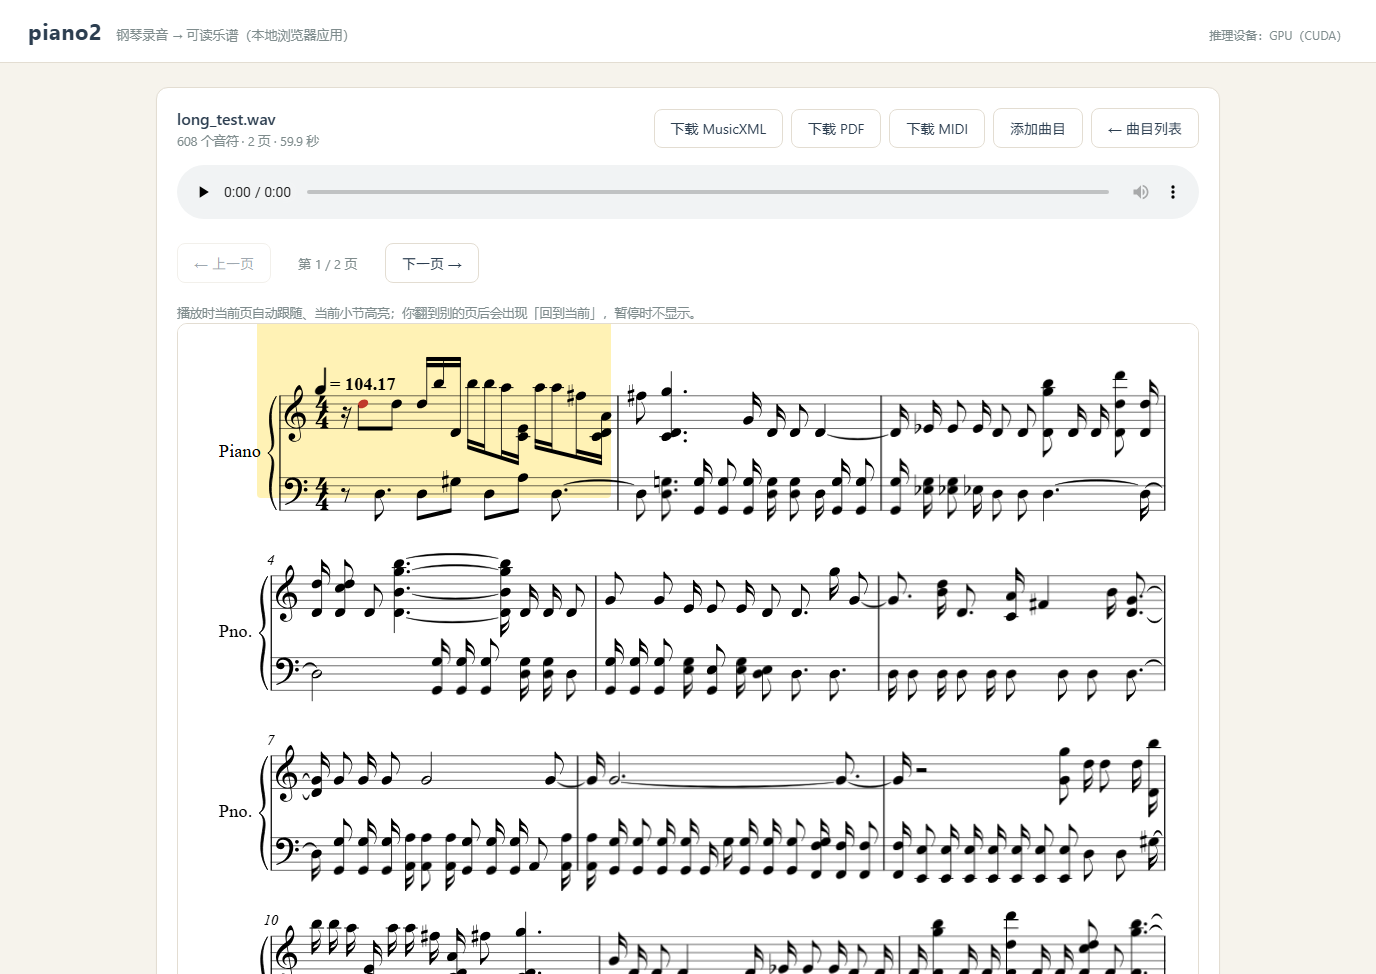 piano2 钢琴录音 → 可读乐谱（本地浏览器应用） 推理设备：GPU（CUDA）
long_test.wav
608 个音符 · 2 页 · 59.9 秒
下载 MusicXML 下载 PDF 下载 MIDI 添加曲目 ← 曲目列表
0:00 / 0:00
← 上一页 第 1 / 2 页 下一页 →
播放时当前页自动跟随、当前小节高亮；你翻到别的页后会出现「回到当前」，暂停时不显示。
= 104.17
Piano
4
Pno.
7
Pno.
10